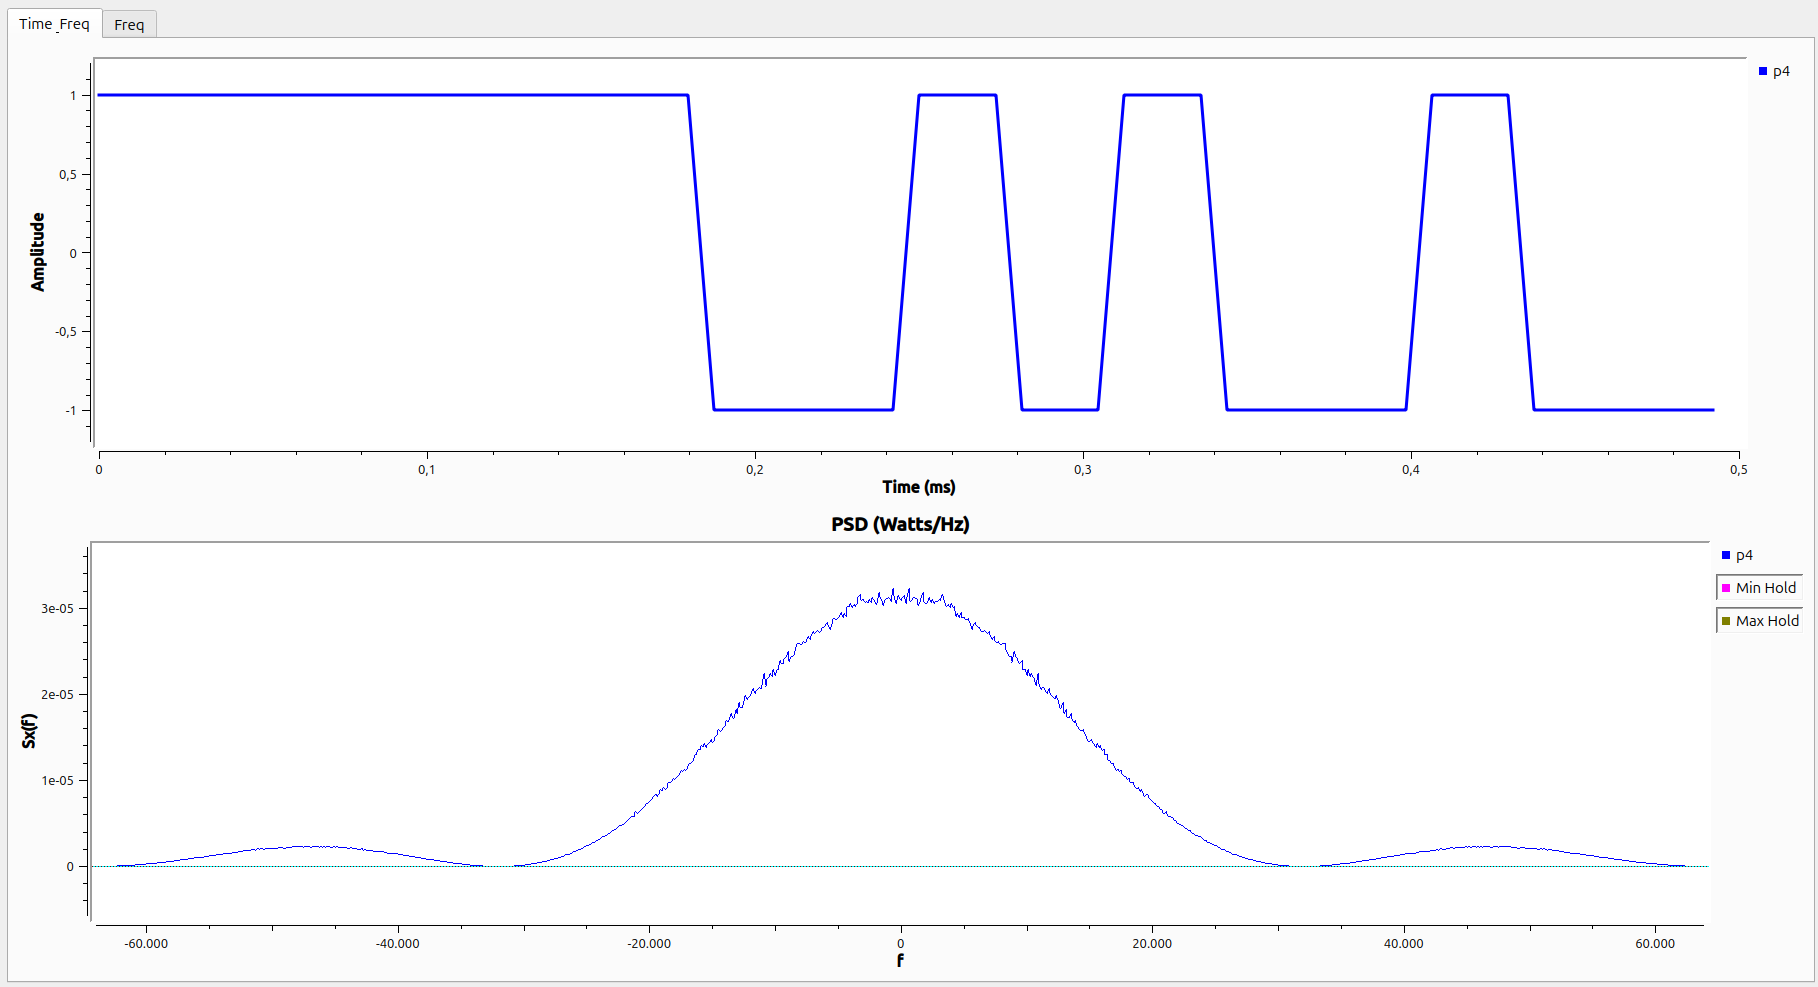 Time_Freq
Freq
p4
Amplitude
1
0,5
0
-0,5
-1
0
0,1
0,2
0,3
0,4
0,5
Time (ms)
PSD (Watts/Hz)
p4
Min Hold
Max Hold
Sx(f)
3e-05
2e-05
1e-05
0
-60.000
-40.000
-20.000
0
20.000
40.000
60.000
f